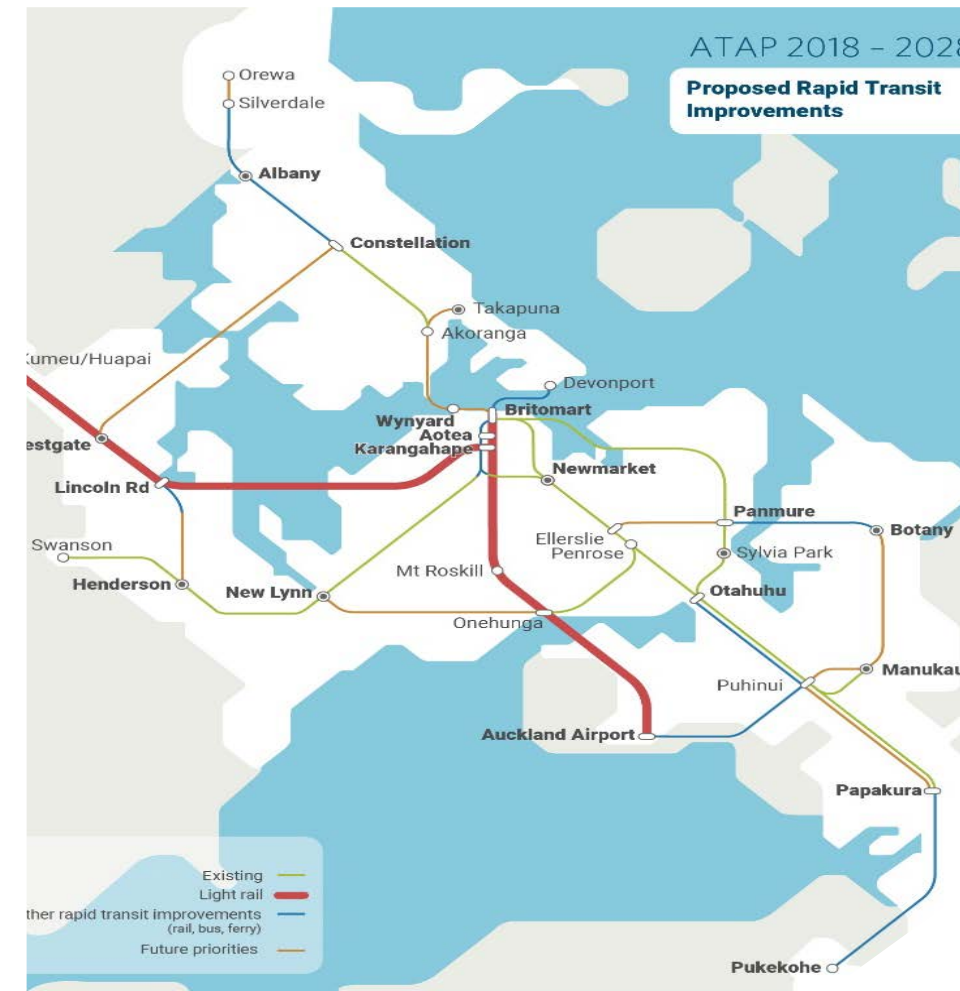 ATAP 2018 – 2028
Proposed Rapid Transit
Improvements
Orewa
Silverdale
Albany
Constellation
Takapuna
Akoranga
Kumeu/Huapai
Devonport
Wynyard
Britomart
Aotea
Karangahape
estgate
Newmarket
Lincoln Rd
Panmure
Ellerslie
Botany
Penrose
Swanson
Sylvia Park
Mt Roskill
Henderson
New Lynn
Otahuhu
Onehunga
Manukau
Puhinui
Auckland Airport
Papakura
Existing
Light rail
ther rapid transit improvements
(rail, bus, ferry)
Future priorities
Pukekohe